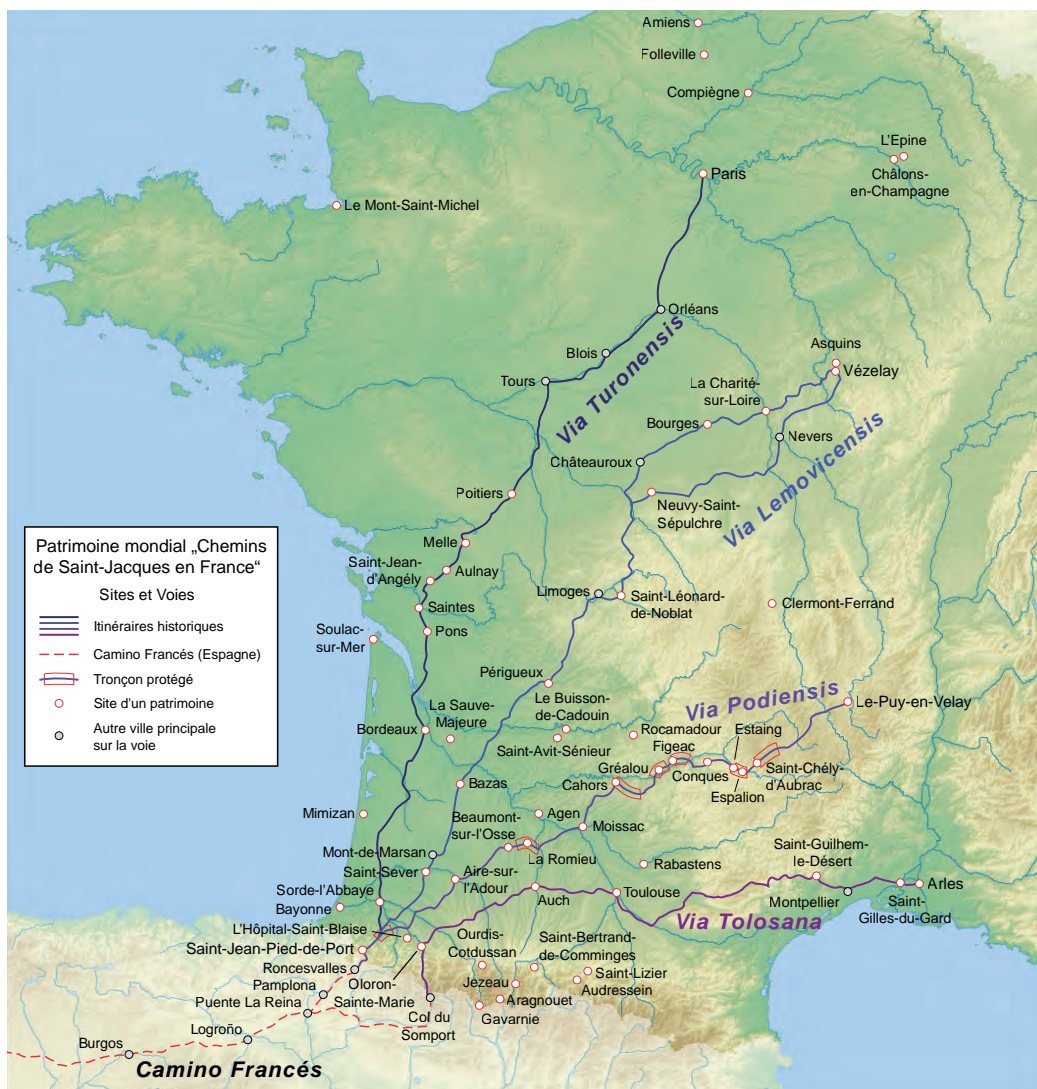 Amiens
Folleville
Compiègne
L'Epine
Châlons-
en-Champagne
Paris
Le Mont-Saint-Michel
Orléans
Blois
Tours
Via Turonensis
Asquins
Vézelay
La Charité-
sur-Loire
Bourges
Nevers
Châteauroux
Via Lemovicensis
Poitiers
Neuvy-Saint-
Sépulchre
Patrimoine mondial „Chemins
de Saint-Jacques en France“
Sites et Voies
Itinéraires historiques
Camino Francés (Espagne)
Tronçon protégé
Site d'un patrimoine
Autre ville principale
sur la voie
Melle
Saint-Jean-
d'Angély
Aulnay
Saintes
Pons
Soulac-
sur-Mer
Limoges
Saint-Léonard-
de-Noblat
Clermont-Ferrand
Périgueux
Le Buisson-
de-Cadouin
Saint-Avit-Sénieur
La Sauve-
Majeure
Bordeaux
Via Podiensis
Le-Puy-en-Velay
Rocamadour
Figeac
Estaing
Gréalou
Conques
Saint-Chély-
d'Aubrac
Espalion
Cahors
Bazas
Mimizan
Beaumont-
sur-l'Osse
Agen
Moissac
La Romieu
Mont-de-Marsan
Saint-Sever
Aire-sur-
l'Adour
Rabastens
Saint-Guilhem-
le-Désert
Sorde-l'Abbaye
Bayonne
Auch
Toulouse
Montpellier
Arles
Saint-
Gilles-du-Gard
Via Tolosana
L'Hôpital-Saint-Blaise
Saint-Jean-Pied-de-Port
Ourdis-
Cotdussan
Saint-Bertrand-
de-Comminges
Roncesvalles
Pamplona
Oloron-
Sainte-Marie
Jezeau
Saint-Lizier
Audressein
Puente La Reina
Aragnouet
Gavarnie
Col du
Somport
Logroño
Burgos
Camino Francés